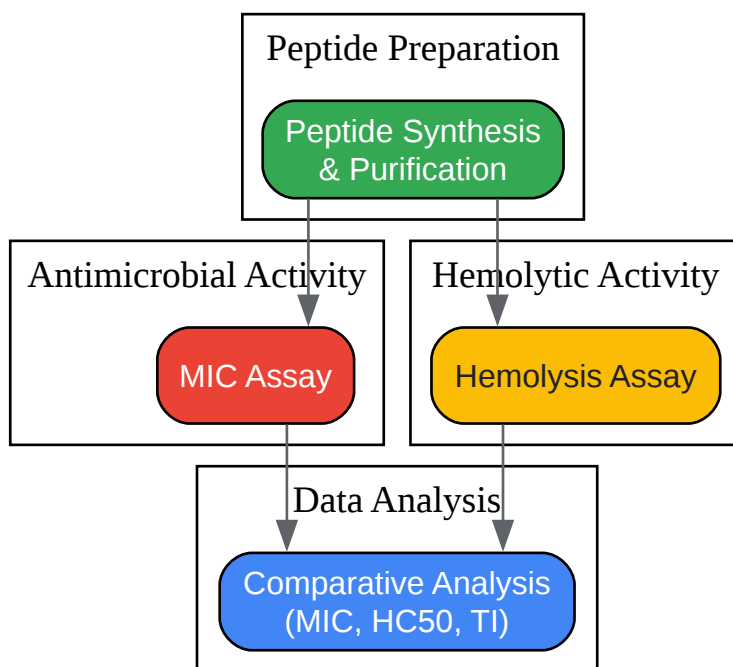 Peptide Preparation
Peptide Synthesis
& Purification
Antimicrobial Activity
Hemolytic Activity
MIC Assay
Hemolysis Assay
Data Analysis
Comparative Analysis
(MIC, HC50, TI)